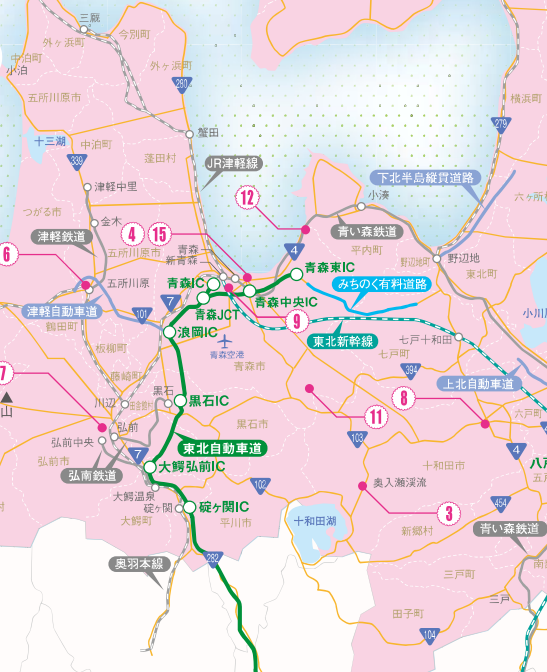 三厩
今別町
外ヶ浜町
中泊町
小泊
外ヶ浜町
280
五所川原市
横浜町
279
十三湖
中泊町
蟹田
339
蓬田村
JR津軽線
下北半島縦貫道路
津軽中里
12
小湊
六ヶ所
つがる市
金木
4
15
青い森鉄道
津軽鉄道
五所川原市
平内町
6
青森
4
野辺地町
野辺地
新青森
青森東IC
東北町
五所川原
青森IC
みちのく有料道路
7
青森中央IC
津軽自動車道
101
青森JCT
9
小川原
鶴田町
浪岡IC
東北新幹線
七戸十和田
青森空港
板柳町
七戸町
青森市
394
藤崎町
7
上北自動車道
黒石
山
川辺
黒石IC
11
8
六戸町
弘前
黒石市
弘前中央
103
東北自動車道
4
弘前市
7
十和田市
八戸
大鰐弘前IC
弘南鉄道
102
奥入瀬渓流
大鰐温泉
454
碇ヶ関
碇ヶ関IC
3
十和田湖
大鰐町
平川市
新郷村
青い森鉄道
奥羽本線
282
三戸町
三戸
田子町
104